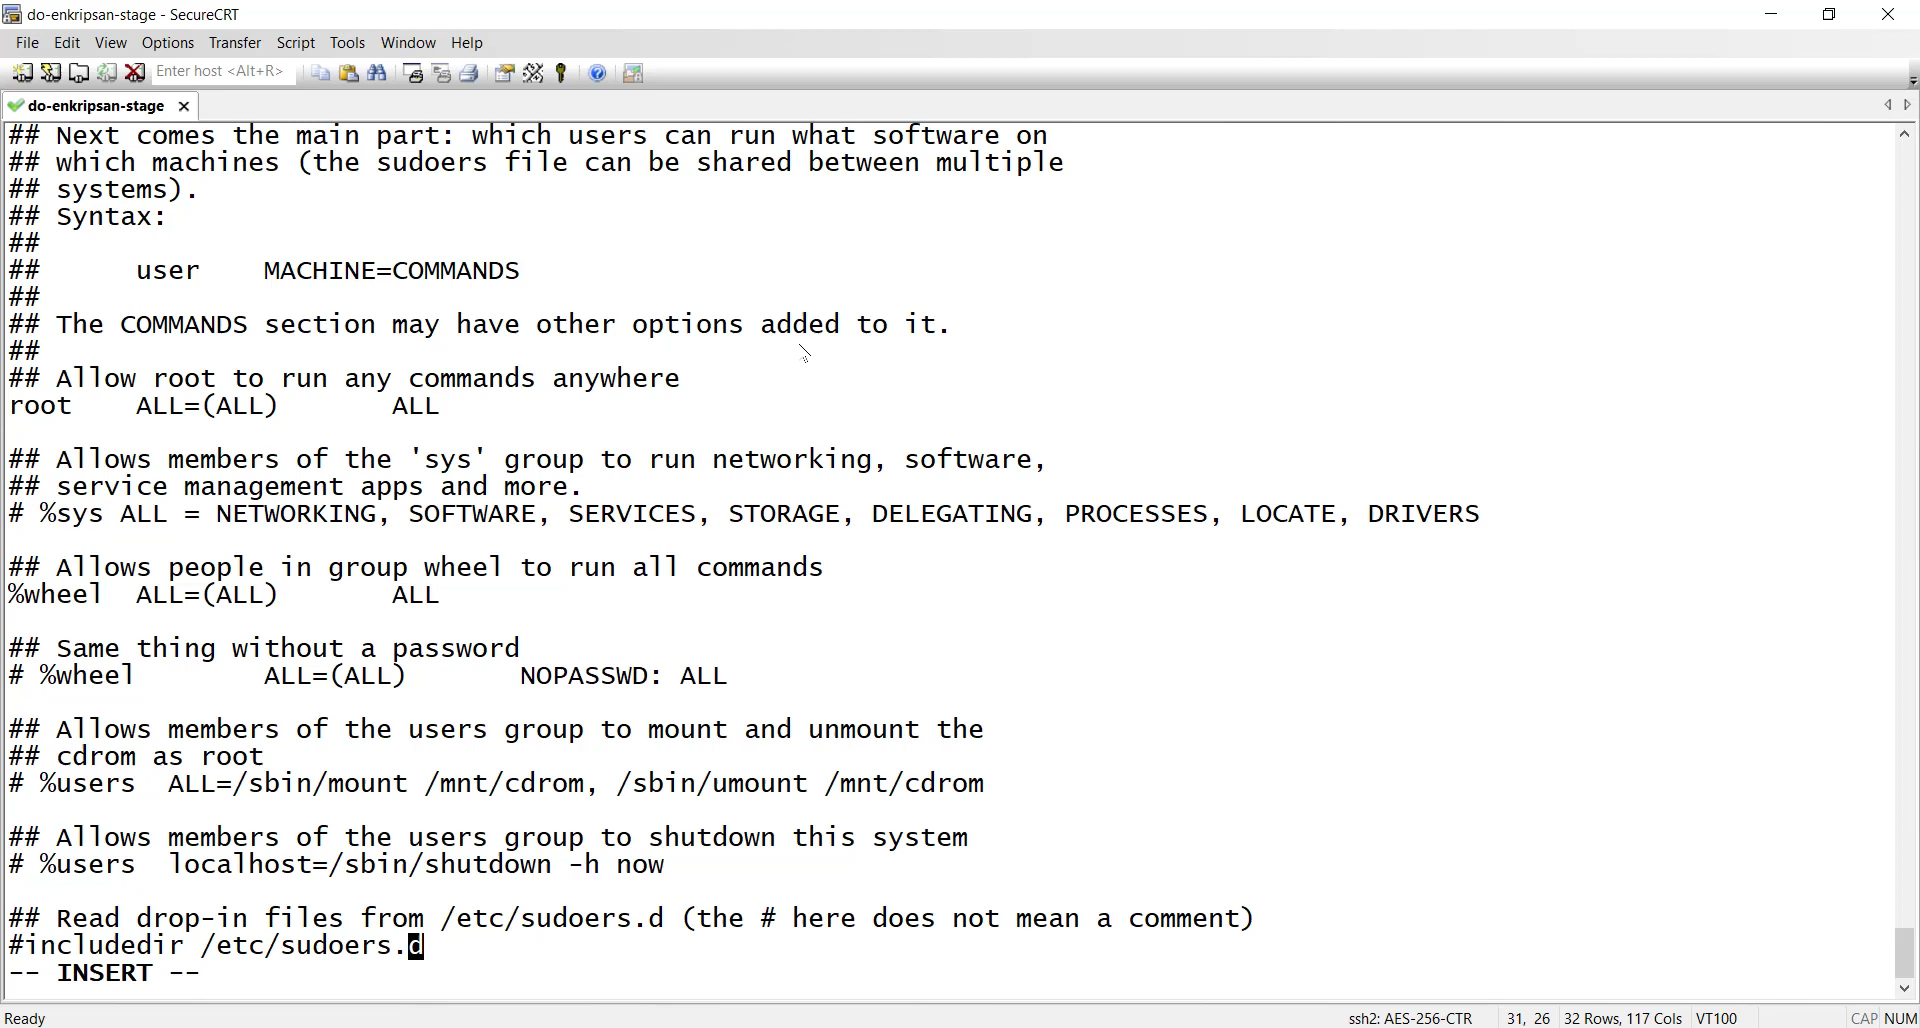 do-enkripsan-stage - SecureCRT
File Edit View Options Transfer Script Tools Window Help
Enter host <Alt+R>
do-enkripsan-stage
## Next comes the main part: which users can run what software on
## which machines (the sudoers file can be shared between multiple
## systems).
## Syntax:
##
##      user    MACHINE=COMMANDS
##
## The COMMANDS section may have other options added to it.
##
## Allow root to run any commands anywhere
root    ALL=(ALL)       ALL
## Allows members of the 'sys' group to run networking, software,
## service management apps and more.
# %sys ALL = NETWORKING, SOFTWARE, SERVICES, STORAGE, DELEGATING, PROCESSES, LOCATE, DRIVERS
## Allows people in group wheel to run all commands
%wheel  ALL=(ALL)       ALL
## Same thing without a password
# %wheel        ALL=(ALL)       NOPASSWD: ALL
## Allows members of the users group to mount and unmount the
## cdrom as root
# %users  ALL=/sbin/mount /mnt/cdrom, /sbin/umount /mnt/cdrom
## Allows members of the users group to shutdown this system
# %users  localhost=/sbin/shutdown -h now
## Read drop-in files from /etc/sudoers.d (the # here does not mean a comment)
#includedir /etc/sudoers.d
-- INSERT --
Ready ssh2: AES-256-CTR 31, 26 32 Rows, 117 Cols VT100 CAP NUM